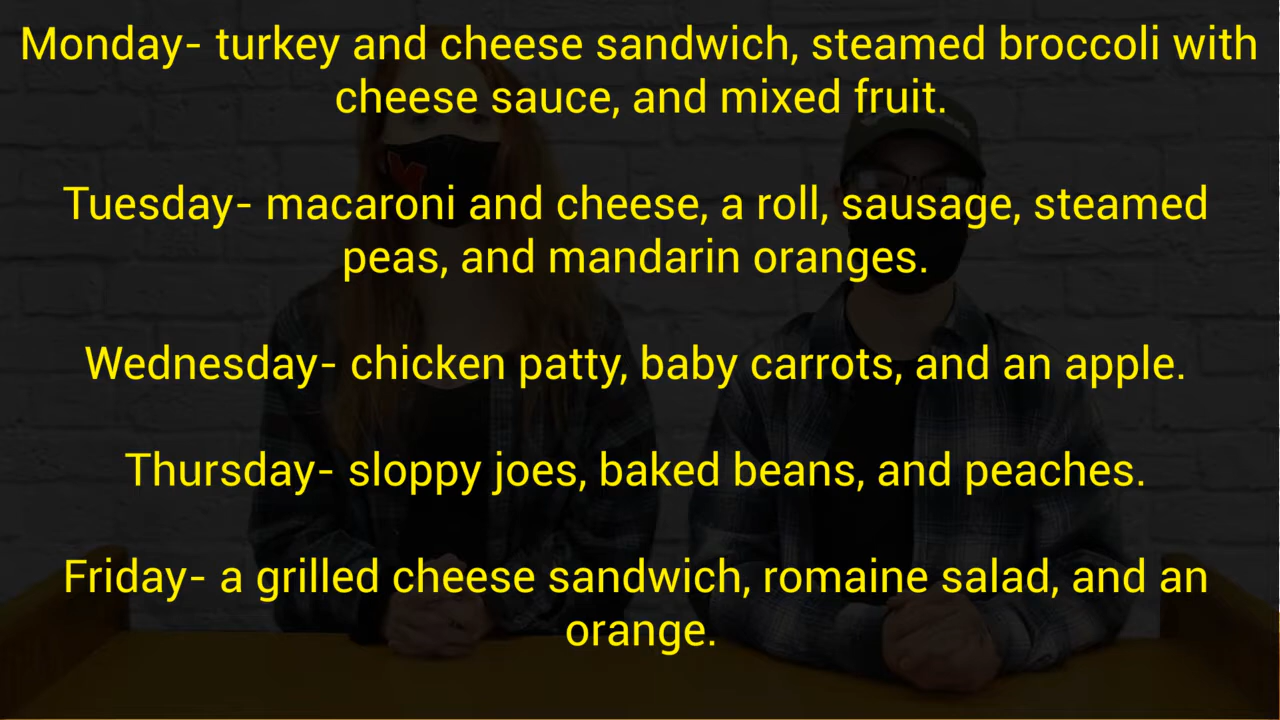 Monday- turkey and cheese sandwich, steamed broccoli with
cheese sauce, and mixed fruit.
Tuesday- macaroni and cheese, a roll, sausage, steamed
peas, and mandarin oranges.
Wednesday- chicken patty, baby carrots, and an apple.
Thursday- sloppy joes, baked beans, and peaches.
Friday- a grilled cheese sandwich, romaine salad, and an
orange.